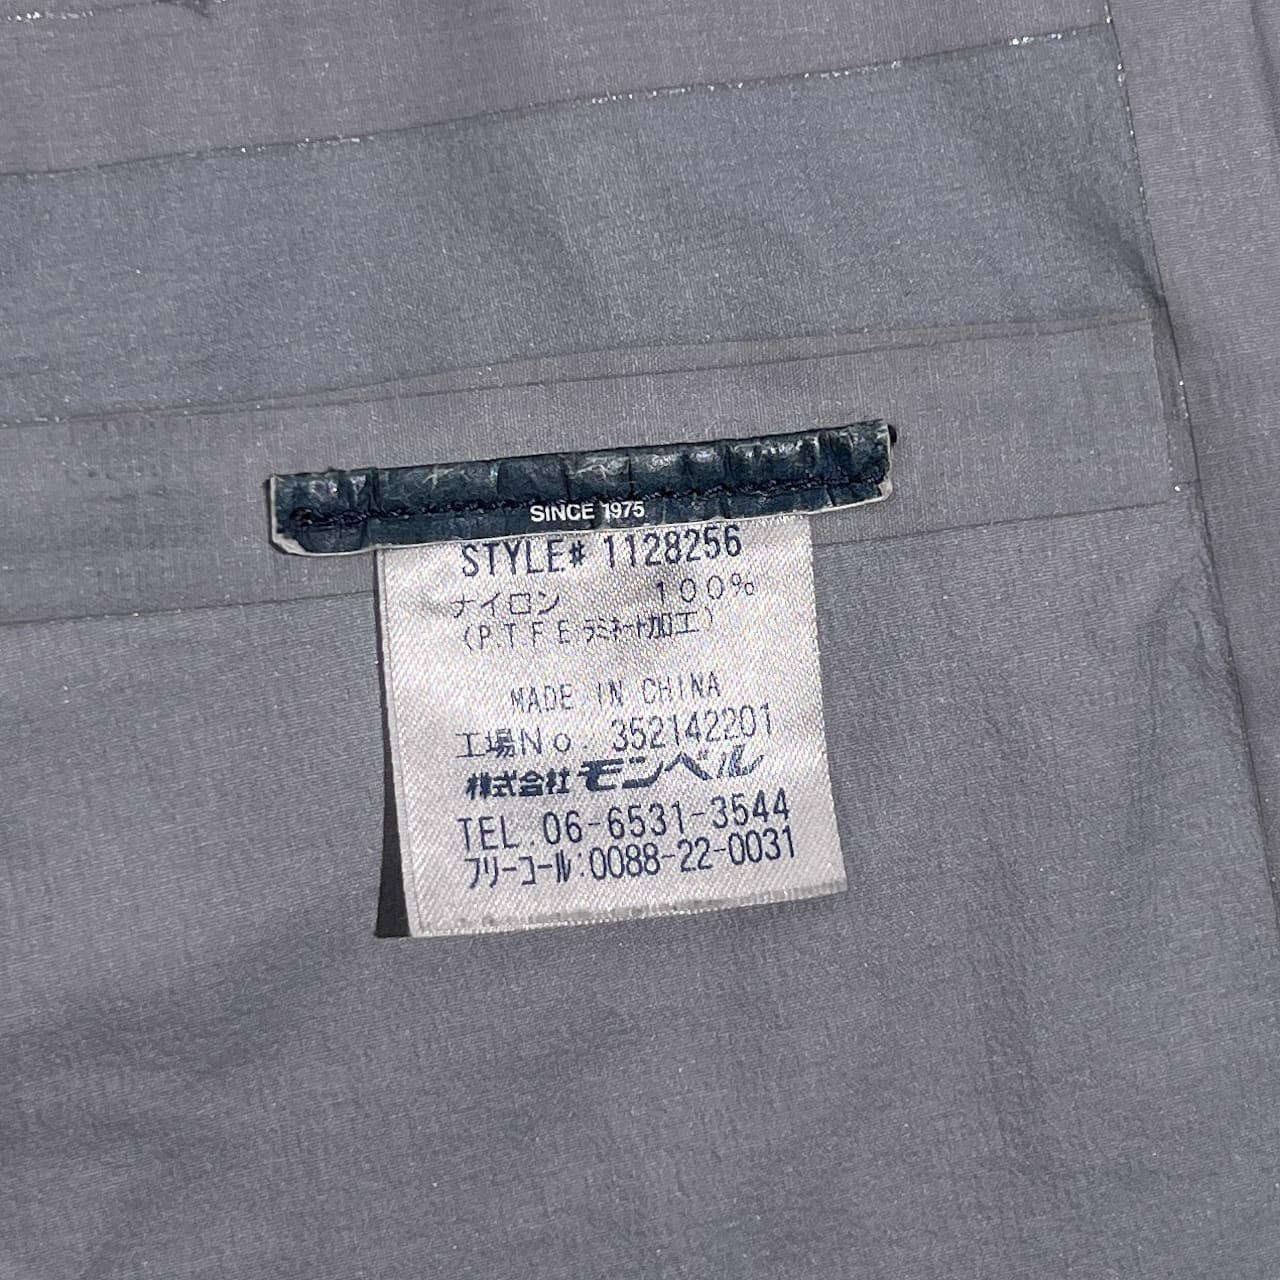 SINCE 1975
STYLE# 1128256
ナイロン 100%
(P.T.F.E.ラミネート加工)
MADE IN CHINA
工場No. 352142201
株式会社モンベル
TEL.06-6531-3544
フリーコール:0088-22-0031